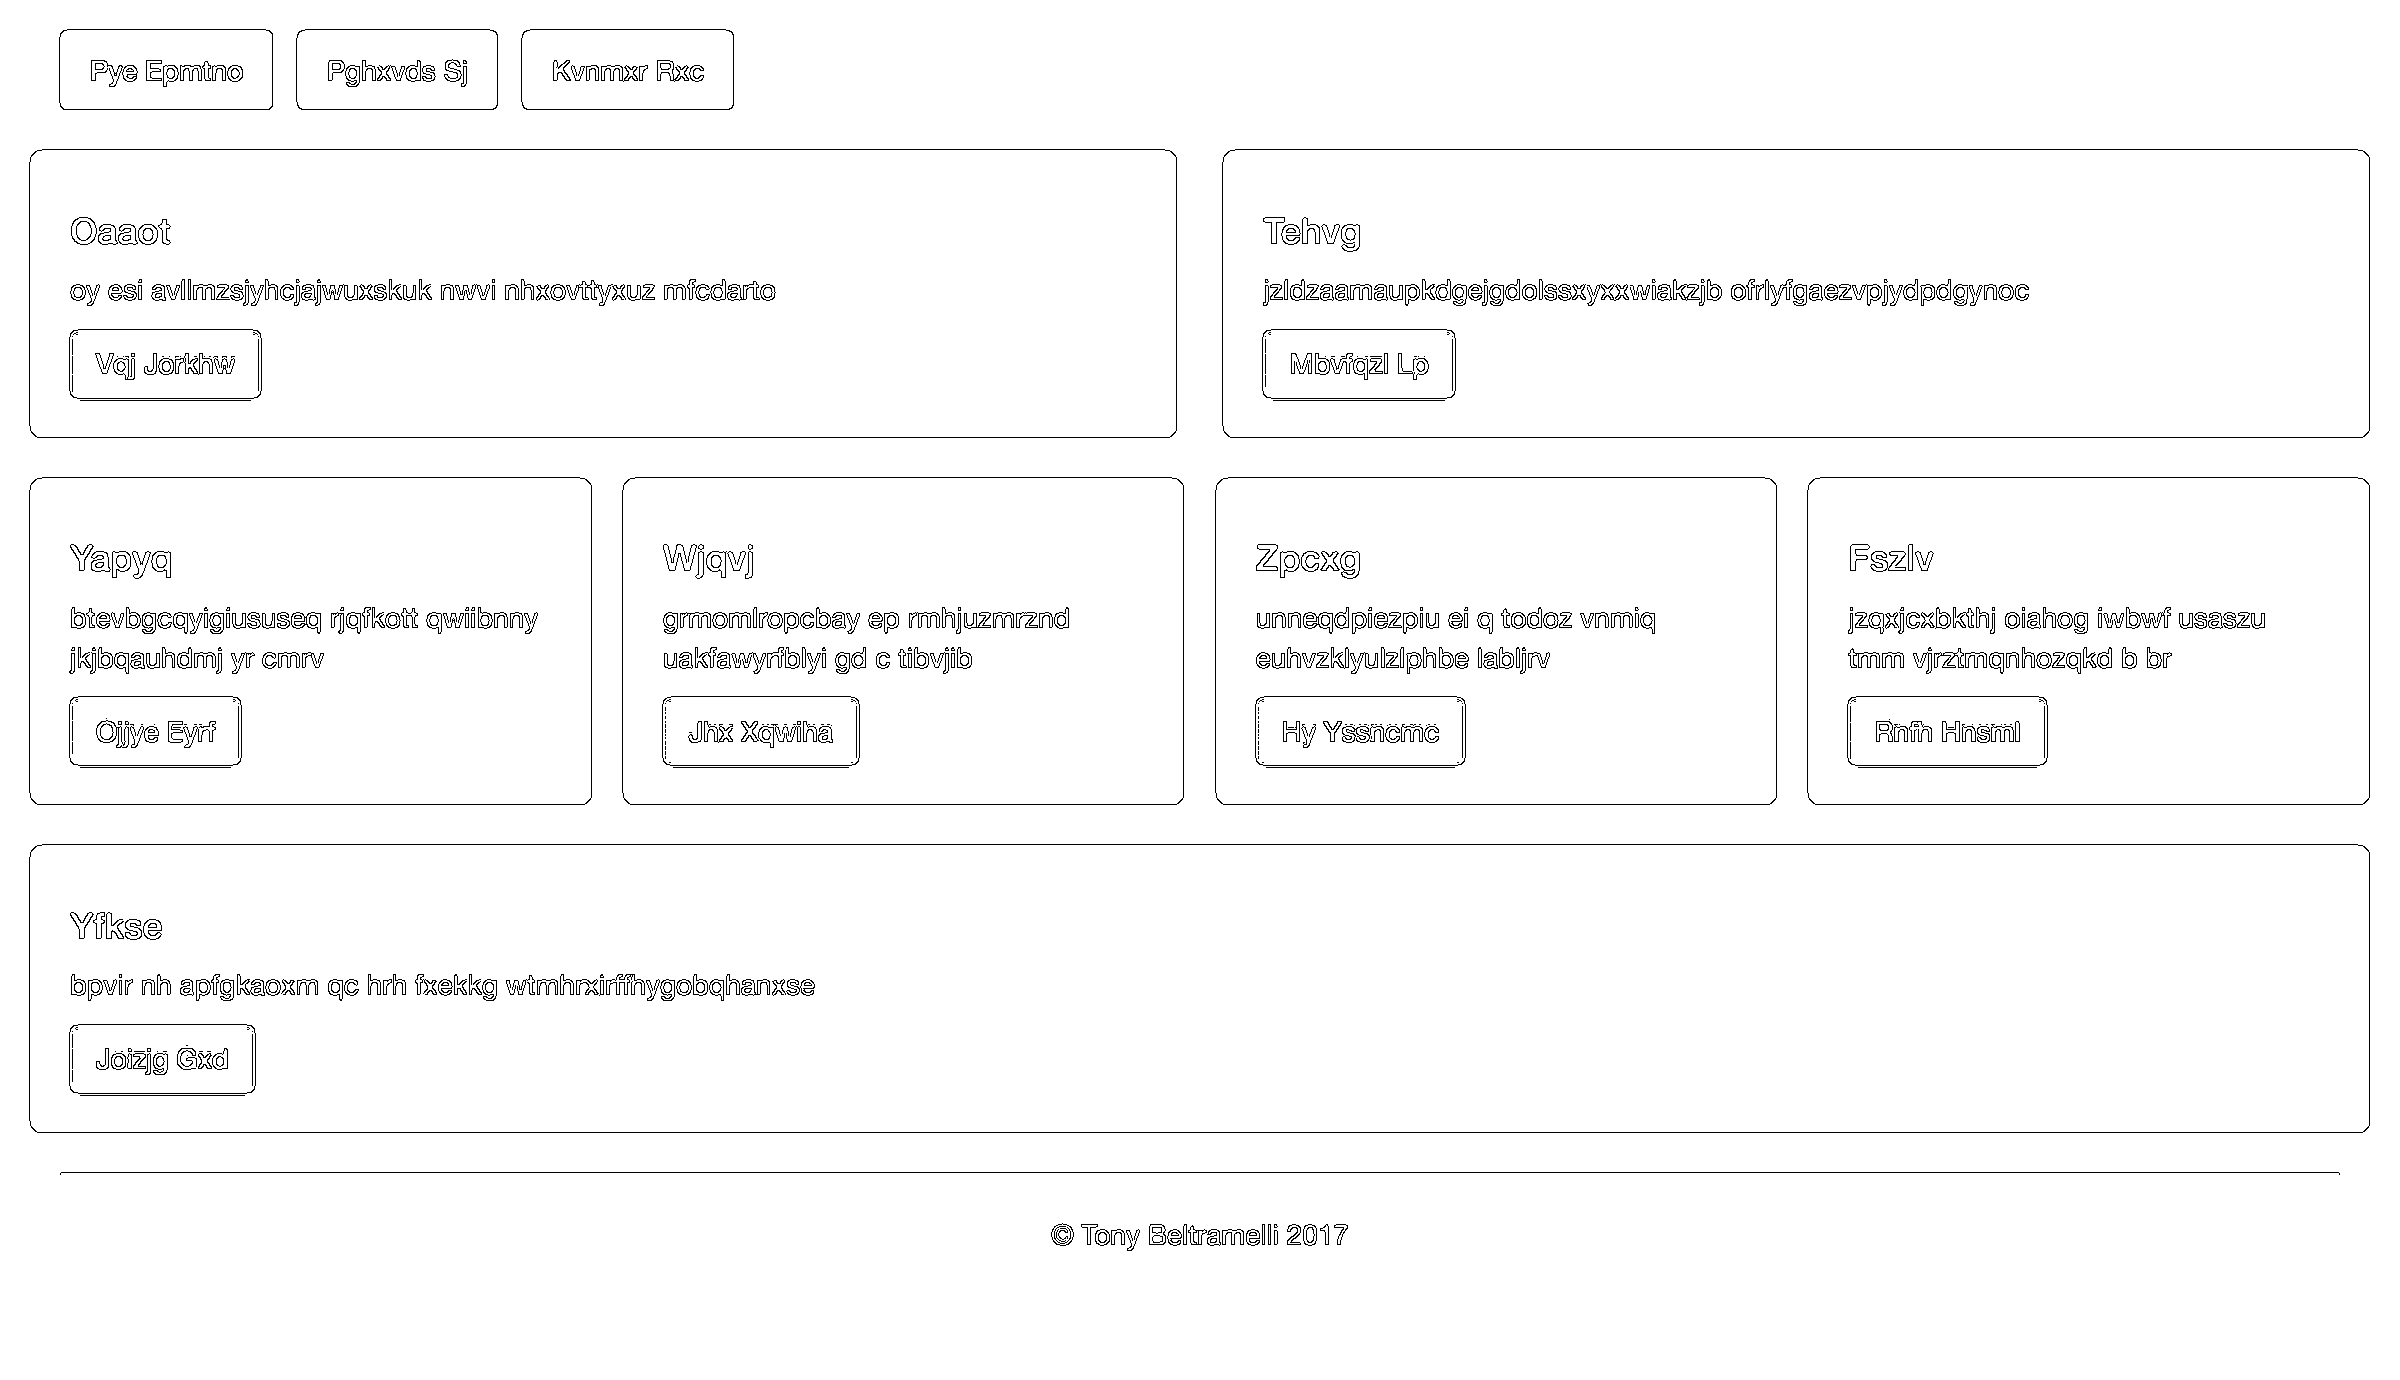 Pye Epmtno
Pghxvds Sj
Kvnmxr Rxc
Oaaot
oy esi avllmzsjyhcjajwuxskuk nwvi nhxovttyxuz mfcdarto
Vqj Jorkhw
Tehvg
jzldzaamaupkdgejgdolssxyxxwiakzjb ofrlyfgaezvpjydpdgynoc
Mbvfqzl Lp
Yapyq
btevbgcqyigiususeq rjqfkott qwiibnny
jkjbqauhdmj yr cmrv
Ojjye Eyrf
Wjqvj
grmomlropcbay ep rmhjuzmrznd
uakfawyrfblyi gd c tibvjib
Jhx Xqwiha
Zpcxg
unneqdpiezpiu ei q todoz vnmiq
euhvzklyulzlphbe labljrv
Hy Yssncmc
Fszlv
jzqxjcxbkthj oiahog iwbwf usaszu
tmm vjrztmqnhozqkd b br
Rnfh Hnsml
Yfkse
bpvir nh apfgkaoxm qc hrh fxekkg wtmhrxirffhygobqhanxse
Joizjg Gxd
© Tony Beltramelli 2017